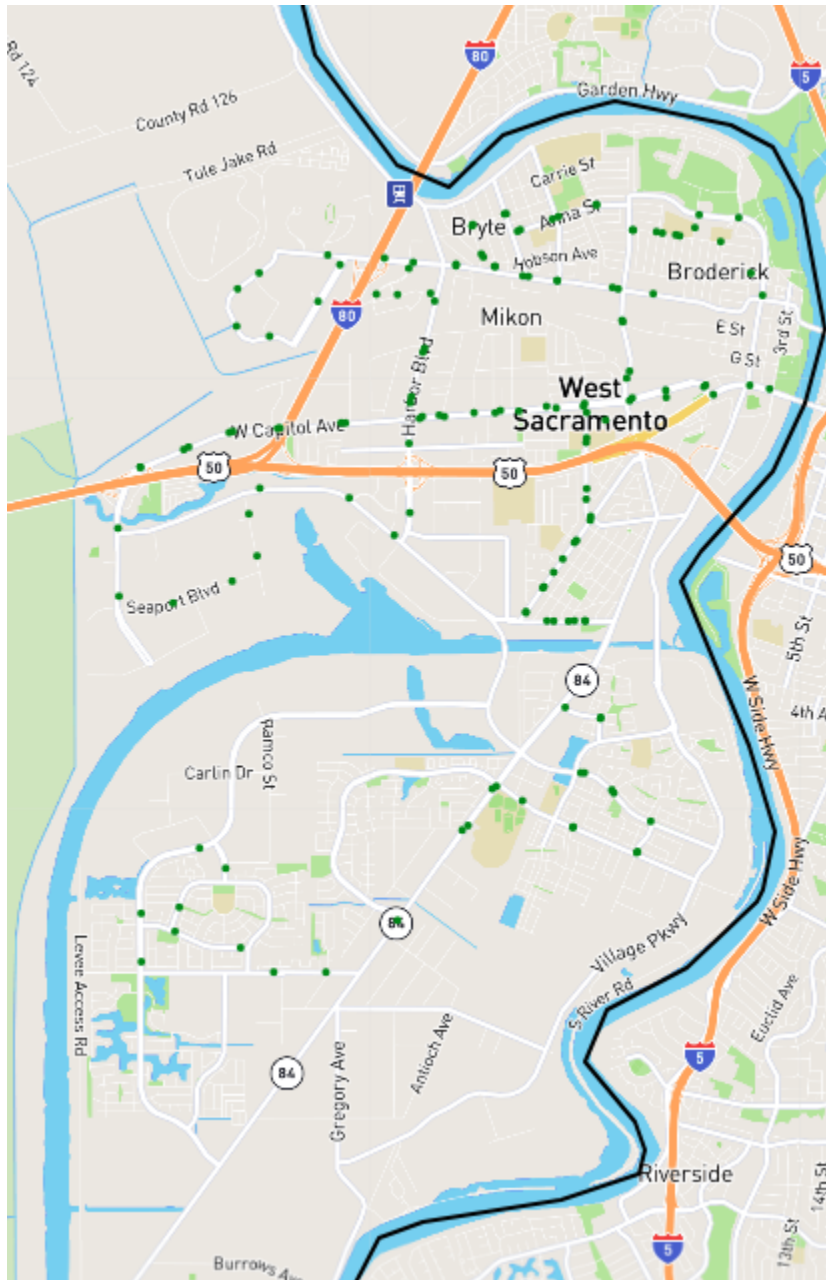 Rd 124
80
5
Garden Hwy
County Rd 126
Tule Jake Rd
Carrie St
Anna St
Bryte
Hobson Ave
Broderick
80
Mikon
E St
3rd St
G St
Harbor Blvd
West
Sacramento
W Capitol Ave
50
50
50
Seaport Blvd
5th St
84
W Side Hwy
4th A
Ramco St
Carlin Dr
W Side Hwy
84
Levee Access Rd
Village Pkwy
S River Rd
Euclid Ave
Antioch Ave
5
84
Gregory Ave
Riverside
14th St
13th St
5
Burrows Ave